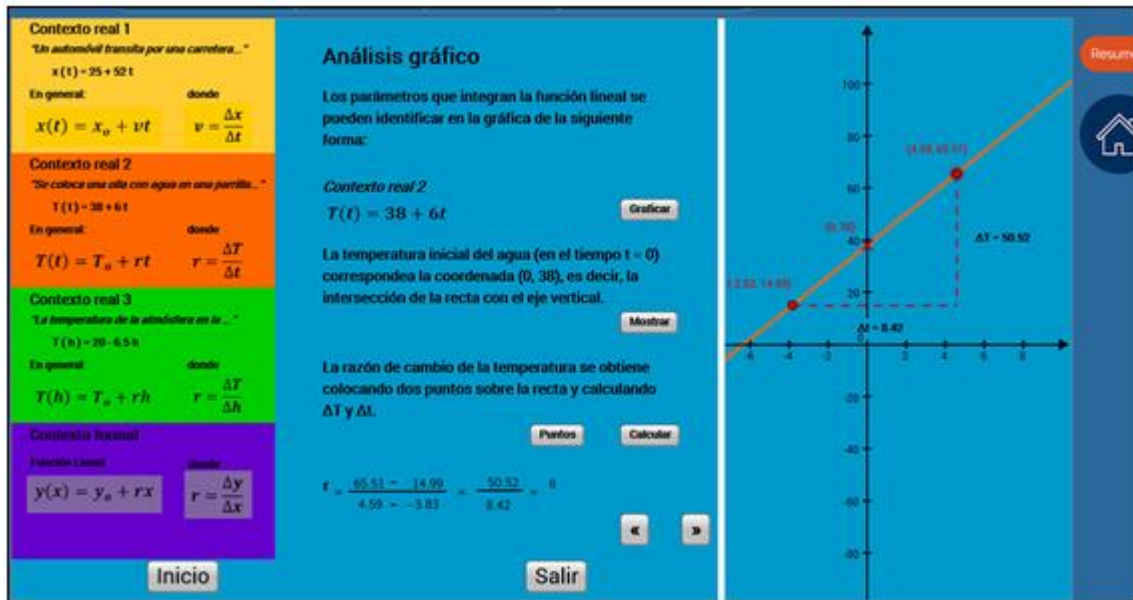 Contexto real 1
"Un automóvil transita por una carretera..."
x(t) = 25 + 52 t
En general: donde
x(t) = x₀ + vt v = Δx/Δt
Contexto real 2
"Se coloca una olla con agua en una parrilla..."
T(t) = 38 + 6 t
En general: donde
T(t) = T₀ + rt r = ΔT/Δt
Contexto real 3
"La temperatura de la atmósfera en la ..."
T(h) = 20 - 6.5 h
En general: donde
T(h) = T₀ + rh r = ΔT/Δh
Contexto formal
Función Lineal donde
y(x) = y₀ + rx r = Δy/Δx
Inicio
Análisis gráfico
Los parámetros que integran la función lineal se
pueden identificar en la gráfica de la siguiente
forma:
Contexto real 2
T(t) = 38 + 6t
Graficar
La temperatura inicial del agua (en el tiempo t = 0)
correspondea la coordenada (0, 38), es decir, la
intersección de la recta con el eje vertical.
Mostrar
La razón de cambio de la temperatura se obtiene
colocando dos puntos sobre la recta y calculando
ΔT y Δt.
Puntos Calcular
r = 65.51 - 14.99 / 4.59 - -3.83 = 50.52 / 8.42 = 6
« »
Salir
100
80
60
40
20
0
-20
-40
-60
-80
-6 -4 -2 2 4 6 8
(4.59, 65.51)
(0, 38)
(-3.83, 14.99)
ΔT = 50.52
Δt = 8.42
Resum